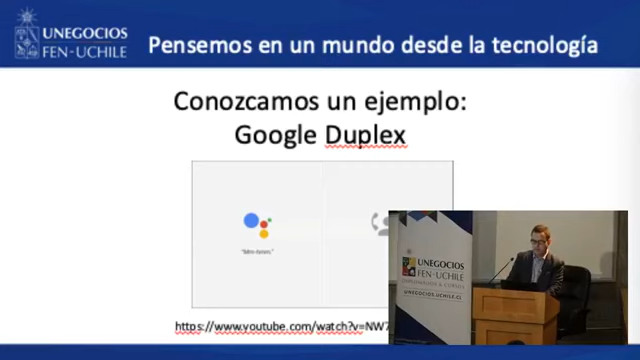 UNEGOCIOS
FEN-UCHILE
Pensemos en un mundo desde la tecnología
Conozcamos un ejemplo:
Google Duplex
https://www.youtube.com/watch?v=NW7
UNEGOCIOS
FEN-UCHILE
UNEGOCIOS.UCHILE.CL